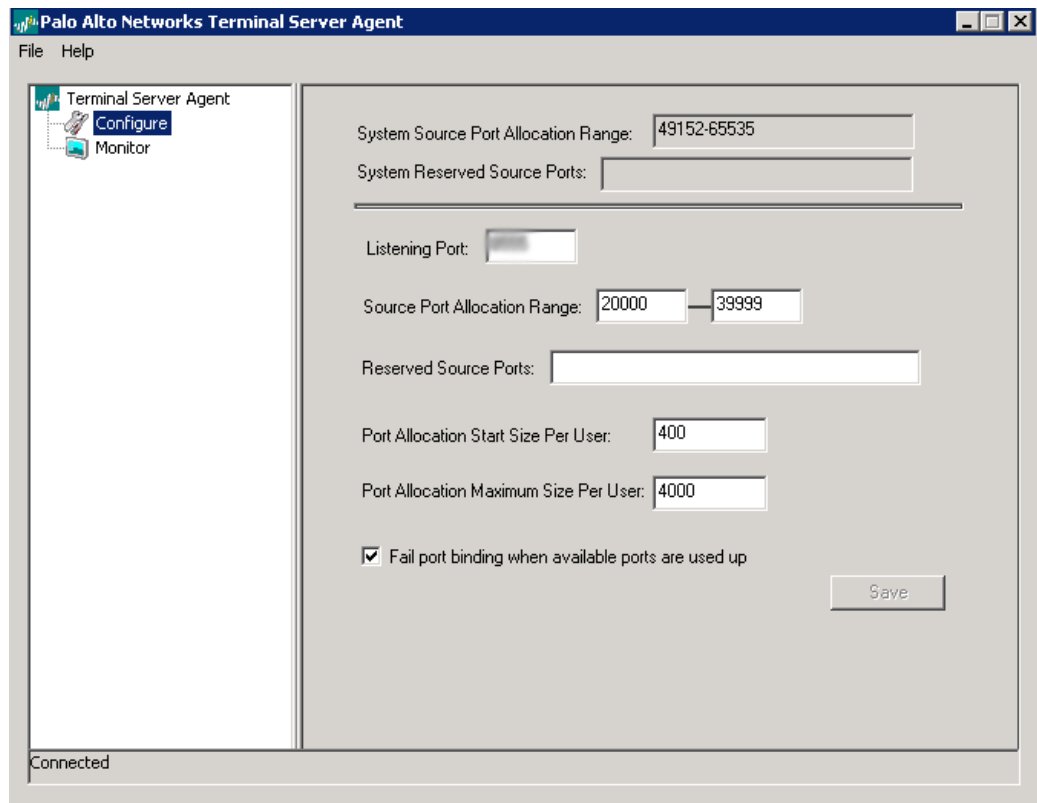 Palo Alto Networks Terminal Server Agent
File Help
Terminal Server Agent
Configure
Monitor
System Source Port Allocation Range: 49152-65535
System Reserved Source Ports:
Listening Port:
Source Port Allocation Range: 20000 39999
Reserved Source Ports:
Port Allocation Start Size Per User: 400
Port Allocation Maximum Size Per User: 4000
Fail port binding when available ports are used up
Save
Connected